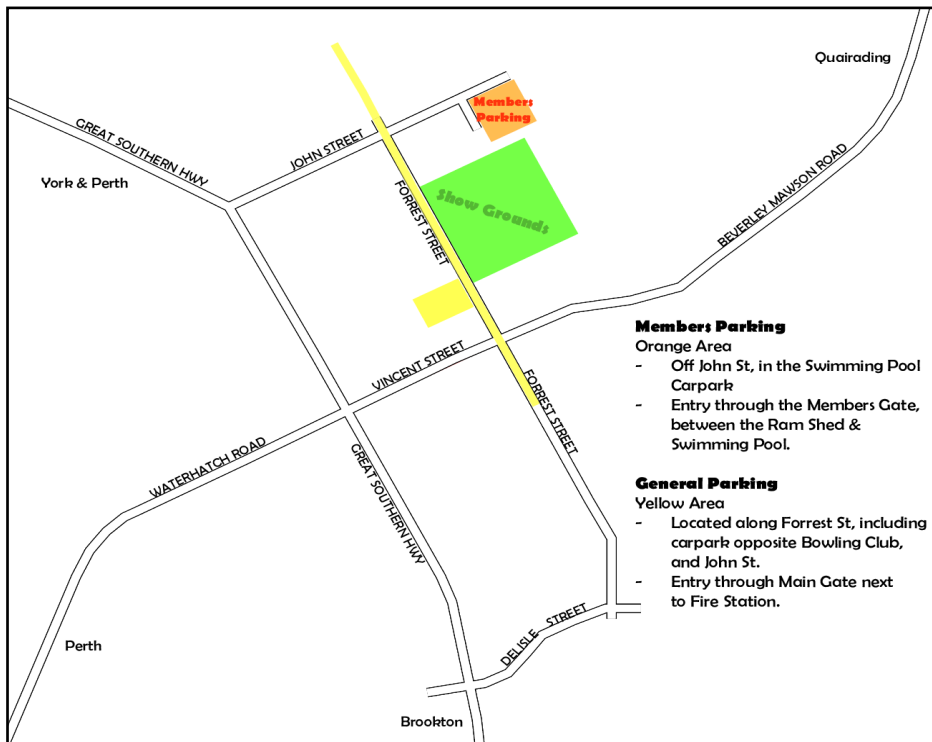 Quairading
Members
Parking
GREAT SOUTHERN HWY
JOHN STREET
York & Perth
FORREST STREET
Show Grounds
BEVERLEY MAWSON ROAD
VINCENT STREET
FORREST STREET
WATERHATCH ROAD
GREAT SOUTHERN HWY
DELISLE STREET
Perth
Brookton
Members Parking
Orange Area
- Off John St, in the Swimming Pool
Carpark
- Entry through the Members Gate,
between the Ram Shed &
Swimming Pool.
General Parking
Yellow Area
- Located along Forrest St, including
carpark opposite Bowling Club,
and John St.
- Entry through Main Gate next
to Fire Station.